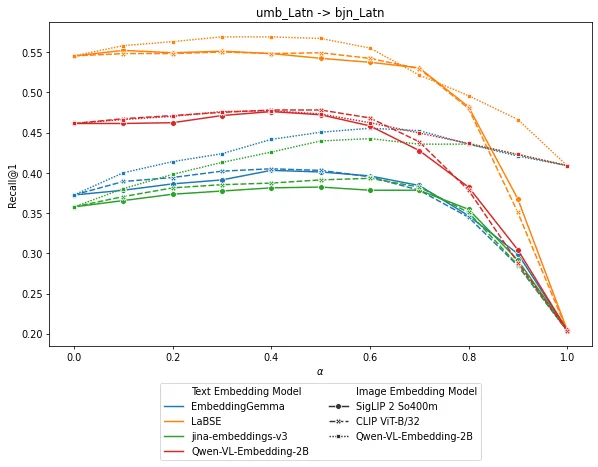 umb_Latn -> bjn_Latn
Recall@1
0.55
0.50
0.45
0.40
0.35
0.30
0.25
0.20
0.0 0.2 0.4 0.6 0.8 1.0
α
Text Embedding Model Image Embedding Model
EmbeddingGemma SigLIP 2 So400m
LaBSE CLIP ViT-B/32
jina-embeddings-v3 Qwen-VL-Embedding-2B
Qwen-VL-Embedding-2B